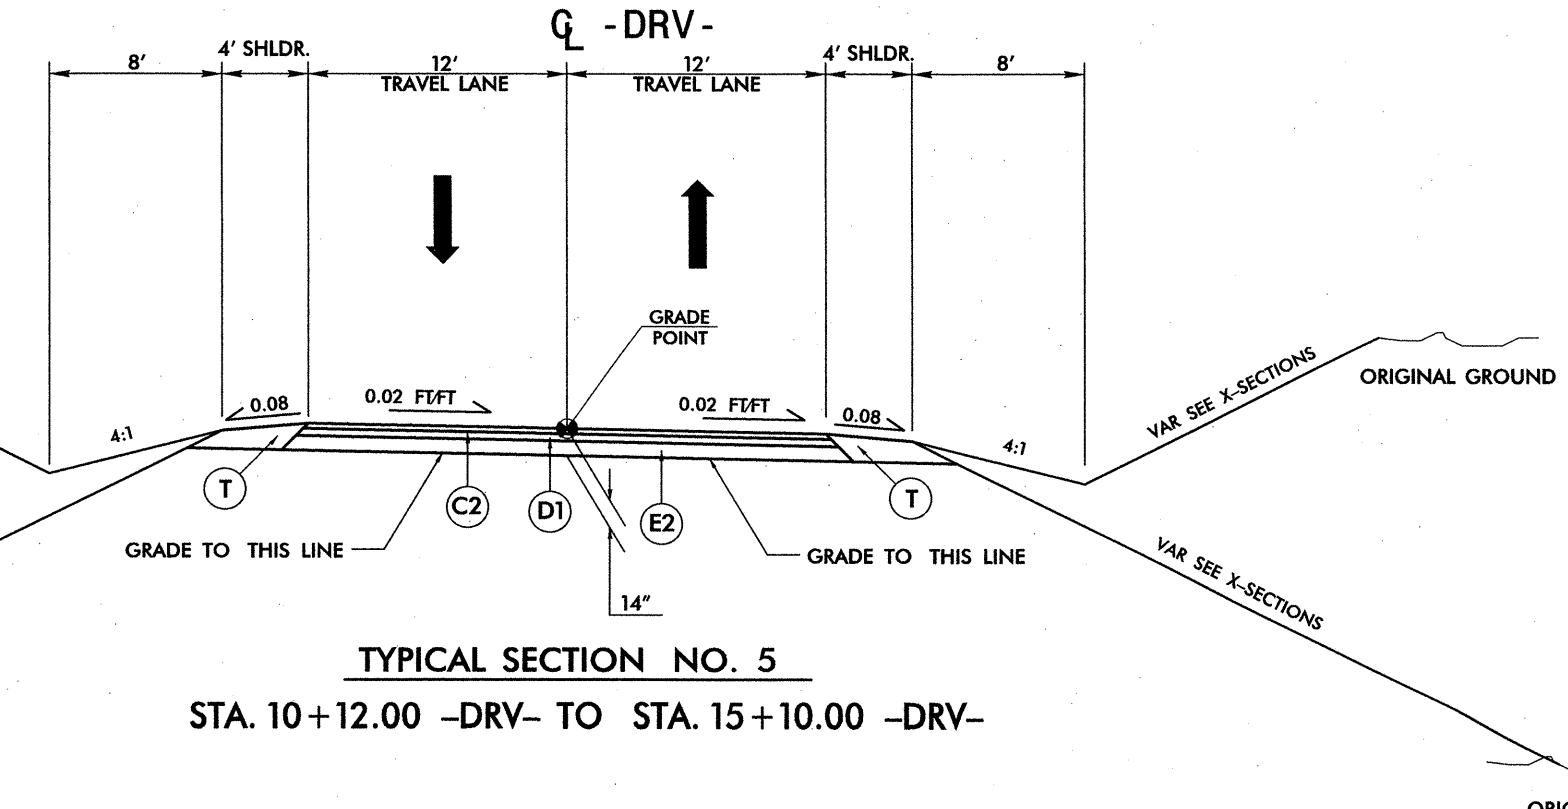 ℄ -DRV-
8'
4' SHLDR.
12'
TRAVEL LANE
12'
TRAVEL LANE
4' SHLDR.
8'
GRADE
POINT
ORIGINAL GROUND
VAR SEE X-SECTIONS
0.08
0.02 FT/FT
0.02 FT/FT
0.08
4:1
4:1
T
C2
D1
E2
T
GRADE TO THIS LINE
GRADE TO THIS LINE
VAR SEE X-SECTIONS
14"
TYPICAL SECTION NO. 5
STA. 10+12.00 -DRV- TO STA. 15+10.00 -DRV-